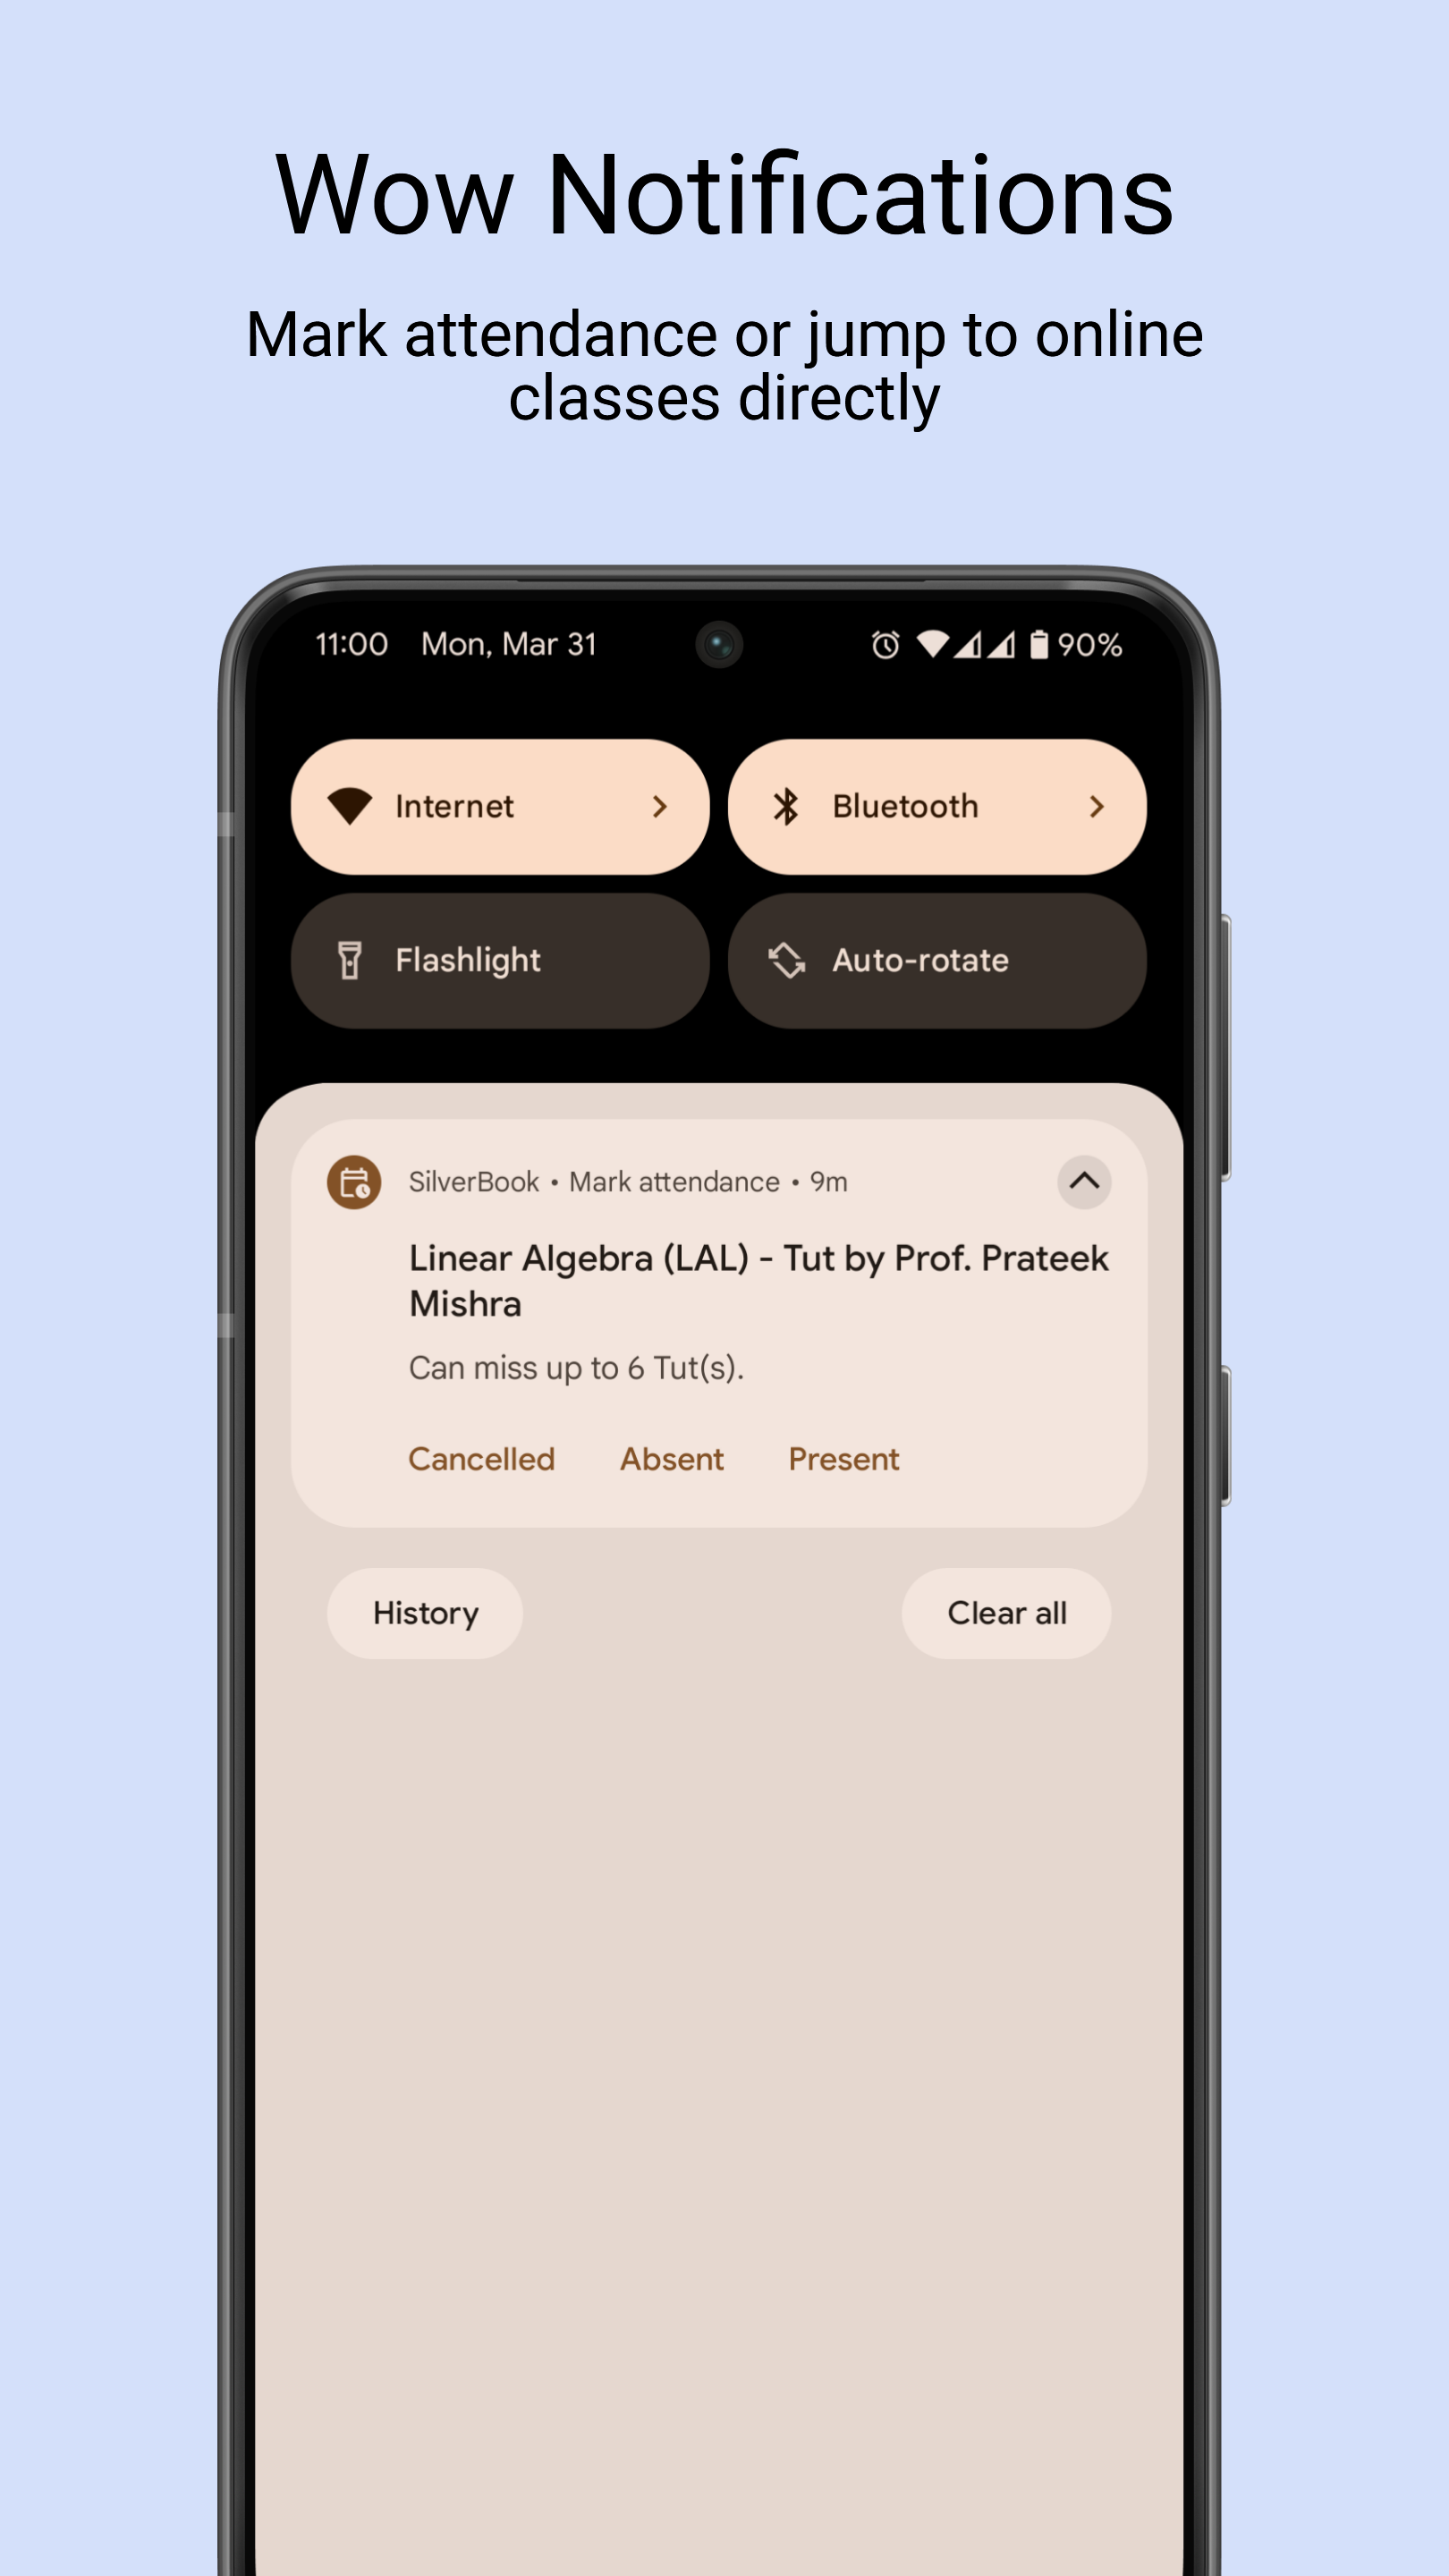 Wow Notifications
Mark attendance or jump to online
classes directly
11:00 Mon, Mar 31 90%
Internet Bluetooth
Flashlight Auto-rotate
SilverBook • Mark attendance • 9m
Linear Algebra (LAL) - Tut by Prof. Prateek
Mishra
Can miss up to 6 Tut(s).
Cancelled Absent Present
History Clear all